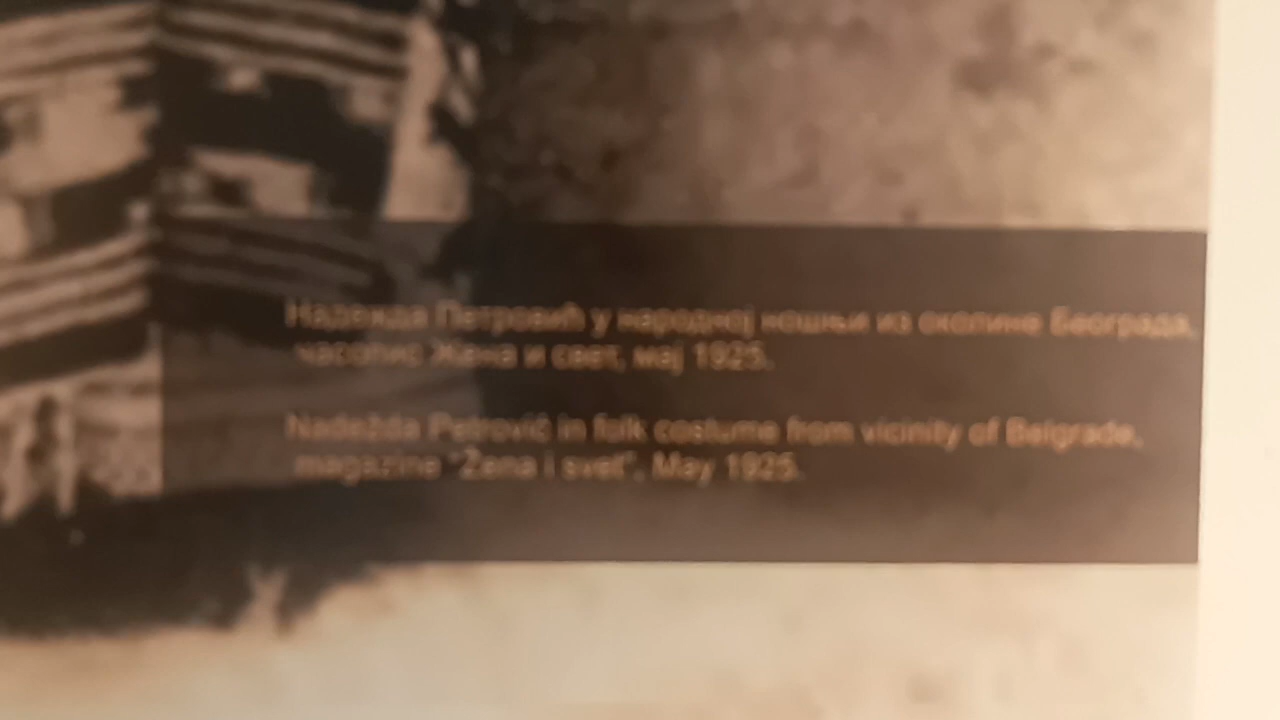 Надежда Петровић у народној ношњи из околине Београда,
часопис Жена и свет, мај 1925.
Nadežda Petrović in folk costume from vicinity of Belgrade,
magazine "Žena i svet", May 1925.